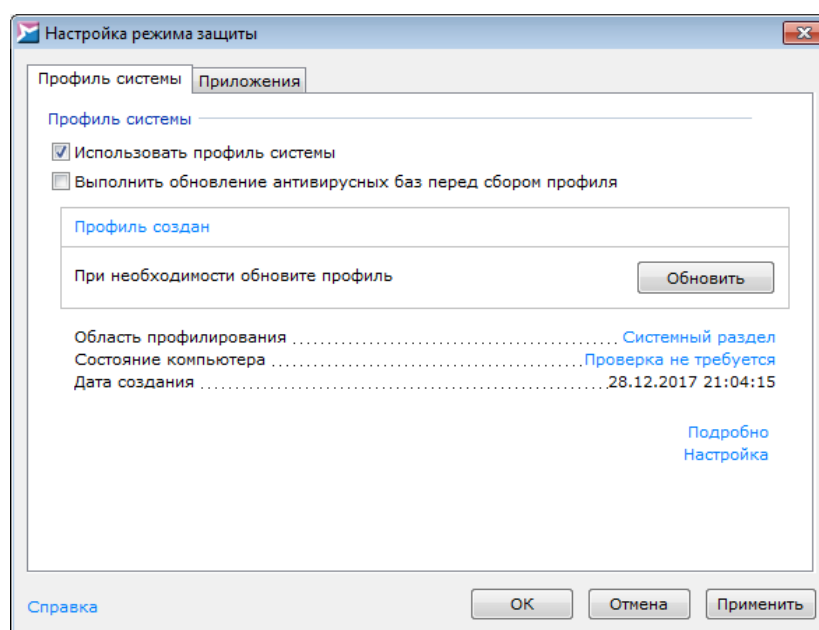 Настройка режима защиты
Профиль системы Приложения
Профиль системы
Использовать профиль системы
Выполнить обновление антивирусных баз перед сбором профиля
Профиль создан
При необходимости обновите профиль Обновить
Область профилирования Системный раздел
Состояние компьютера Проверка не требуется
Дата создания 28.12.2017 21:04:15
Подробно
Настройка
Справка ОК Отмена Применить